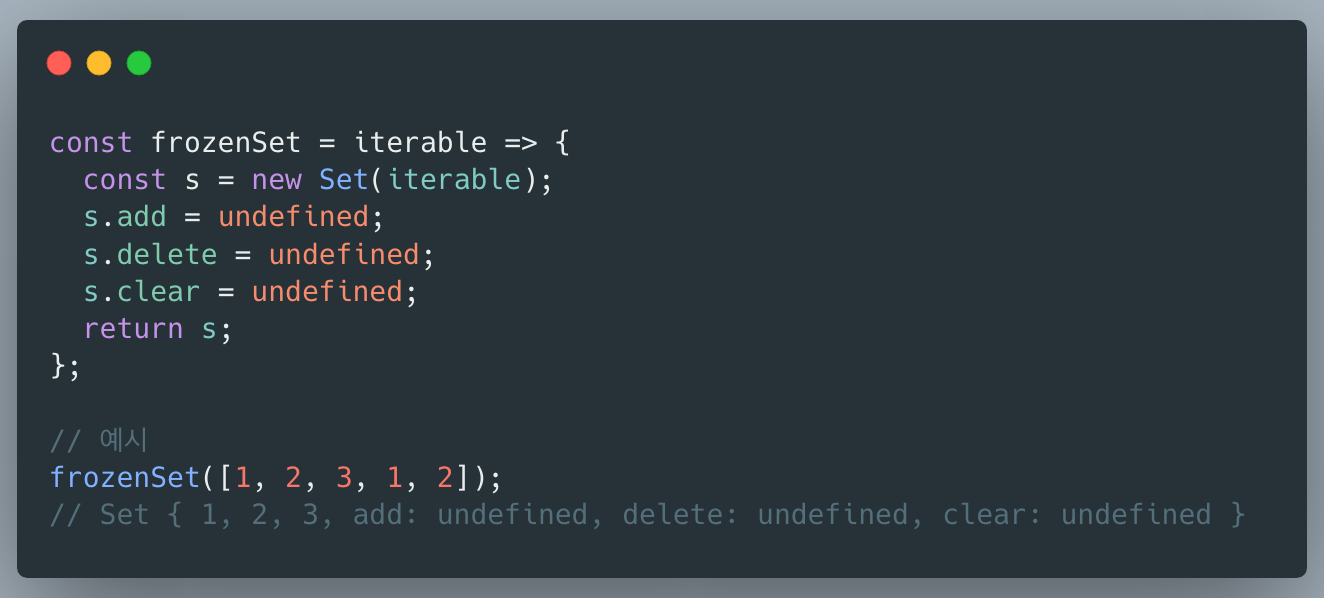 const frozenSet = iterable => {
  const s = new Set(iterable);
  s.add = undefined;
  s.delete = undefined;
  s.clear = undefined;
  return s;
};
// 예시
frozenSet([1, 2, 3, 1, 2]);
// Set { 1, 2, 3, add: undefined, delete: undefined, clear: undefined }